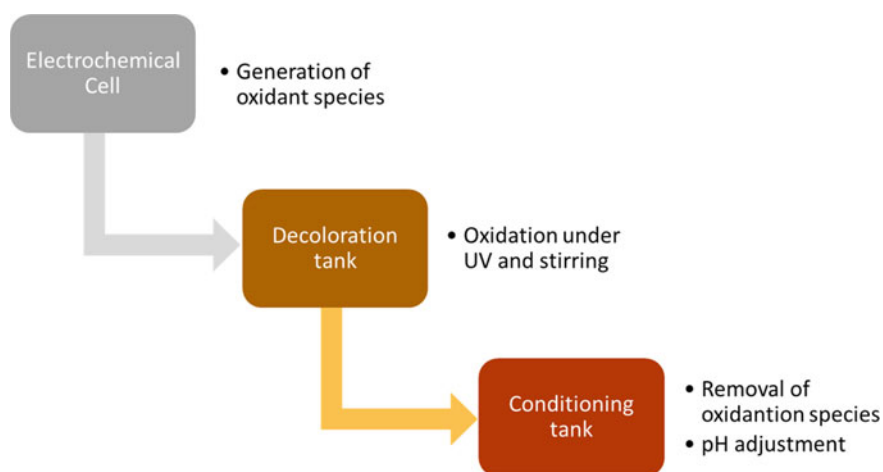 Electrochemical
Cell
• Generation of
oxidant species
Decoloration
tank
• Oxidation under
UV and stirring
Conditioning
tank
• Removal of
oxidantion species
• pH adjustment